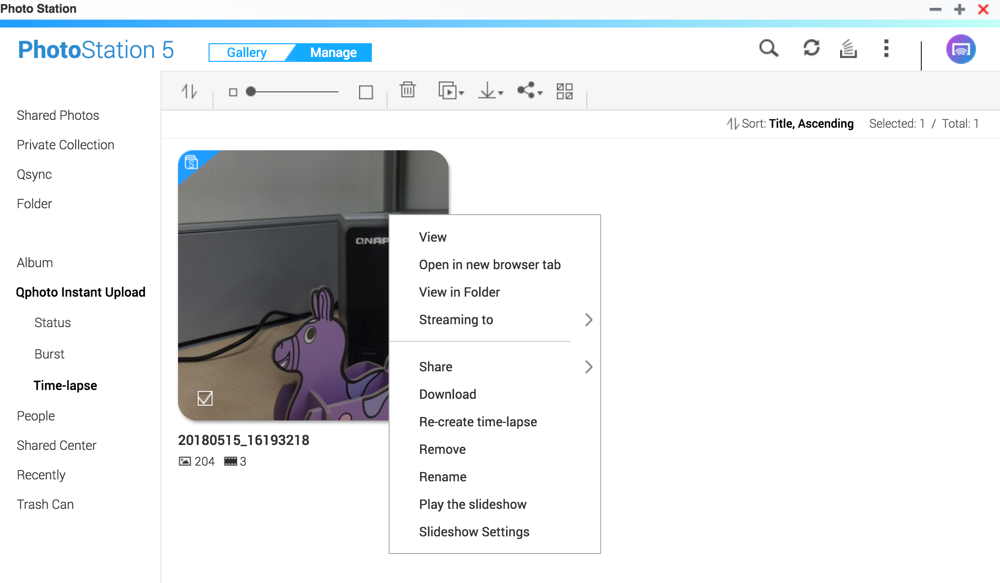 Photo Station
PhotoStation 5
Gallery
Manage
Sort: Title, Ascending
Selected: 1 / Total: 1
Shared Photos
Private Collection
Qsync
Folder
Album
Qphoto Instant Upload
Status
Burst
Time-lapse
People
Shared Center
Recently
Trash Can
QNAP
20180515_16193218
204
3
View
Open in new browser tab
View in Folder
Streaming to
Share
Download
Re-create time-lapse
Remove
Rename
Play the slideshow
Slideshow Settings